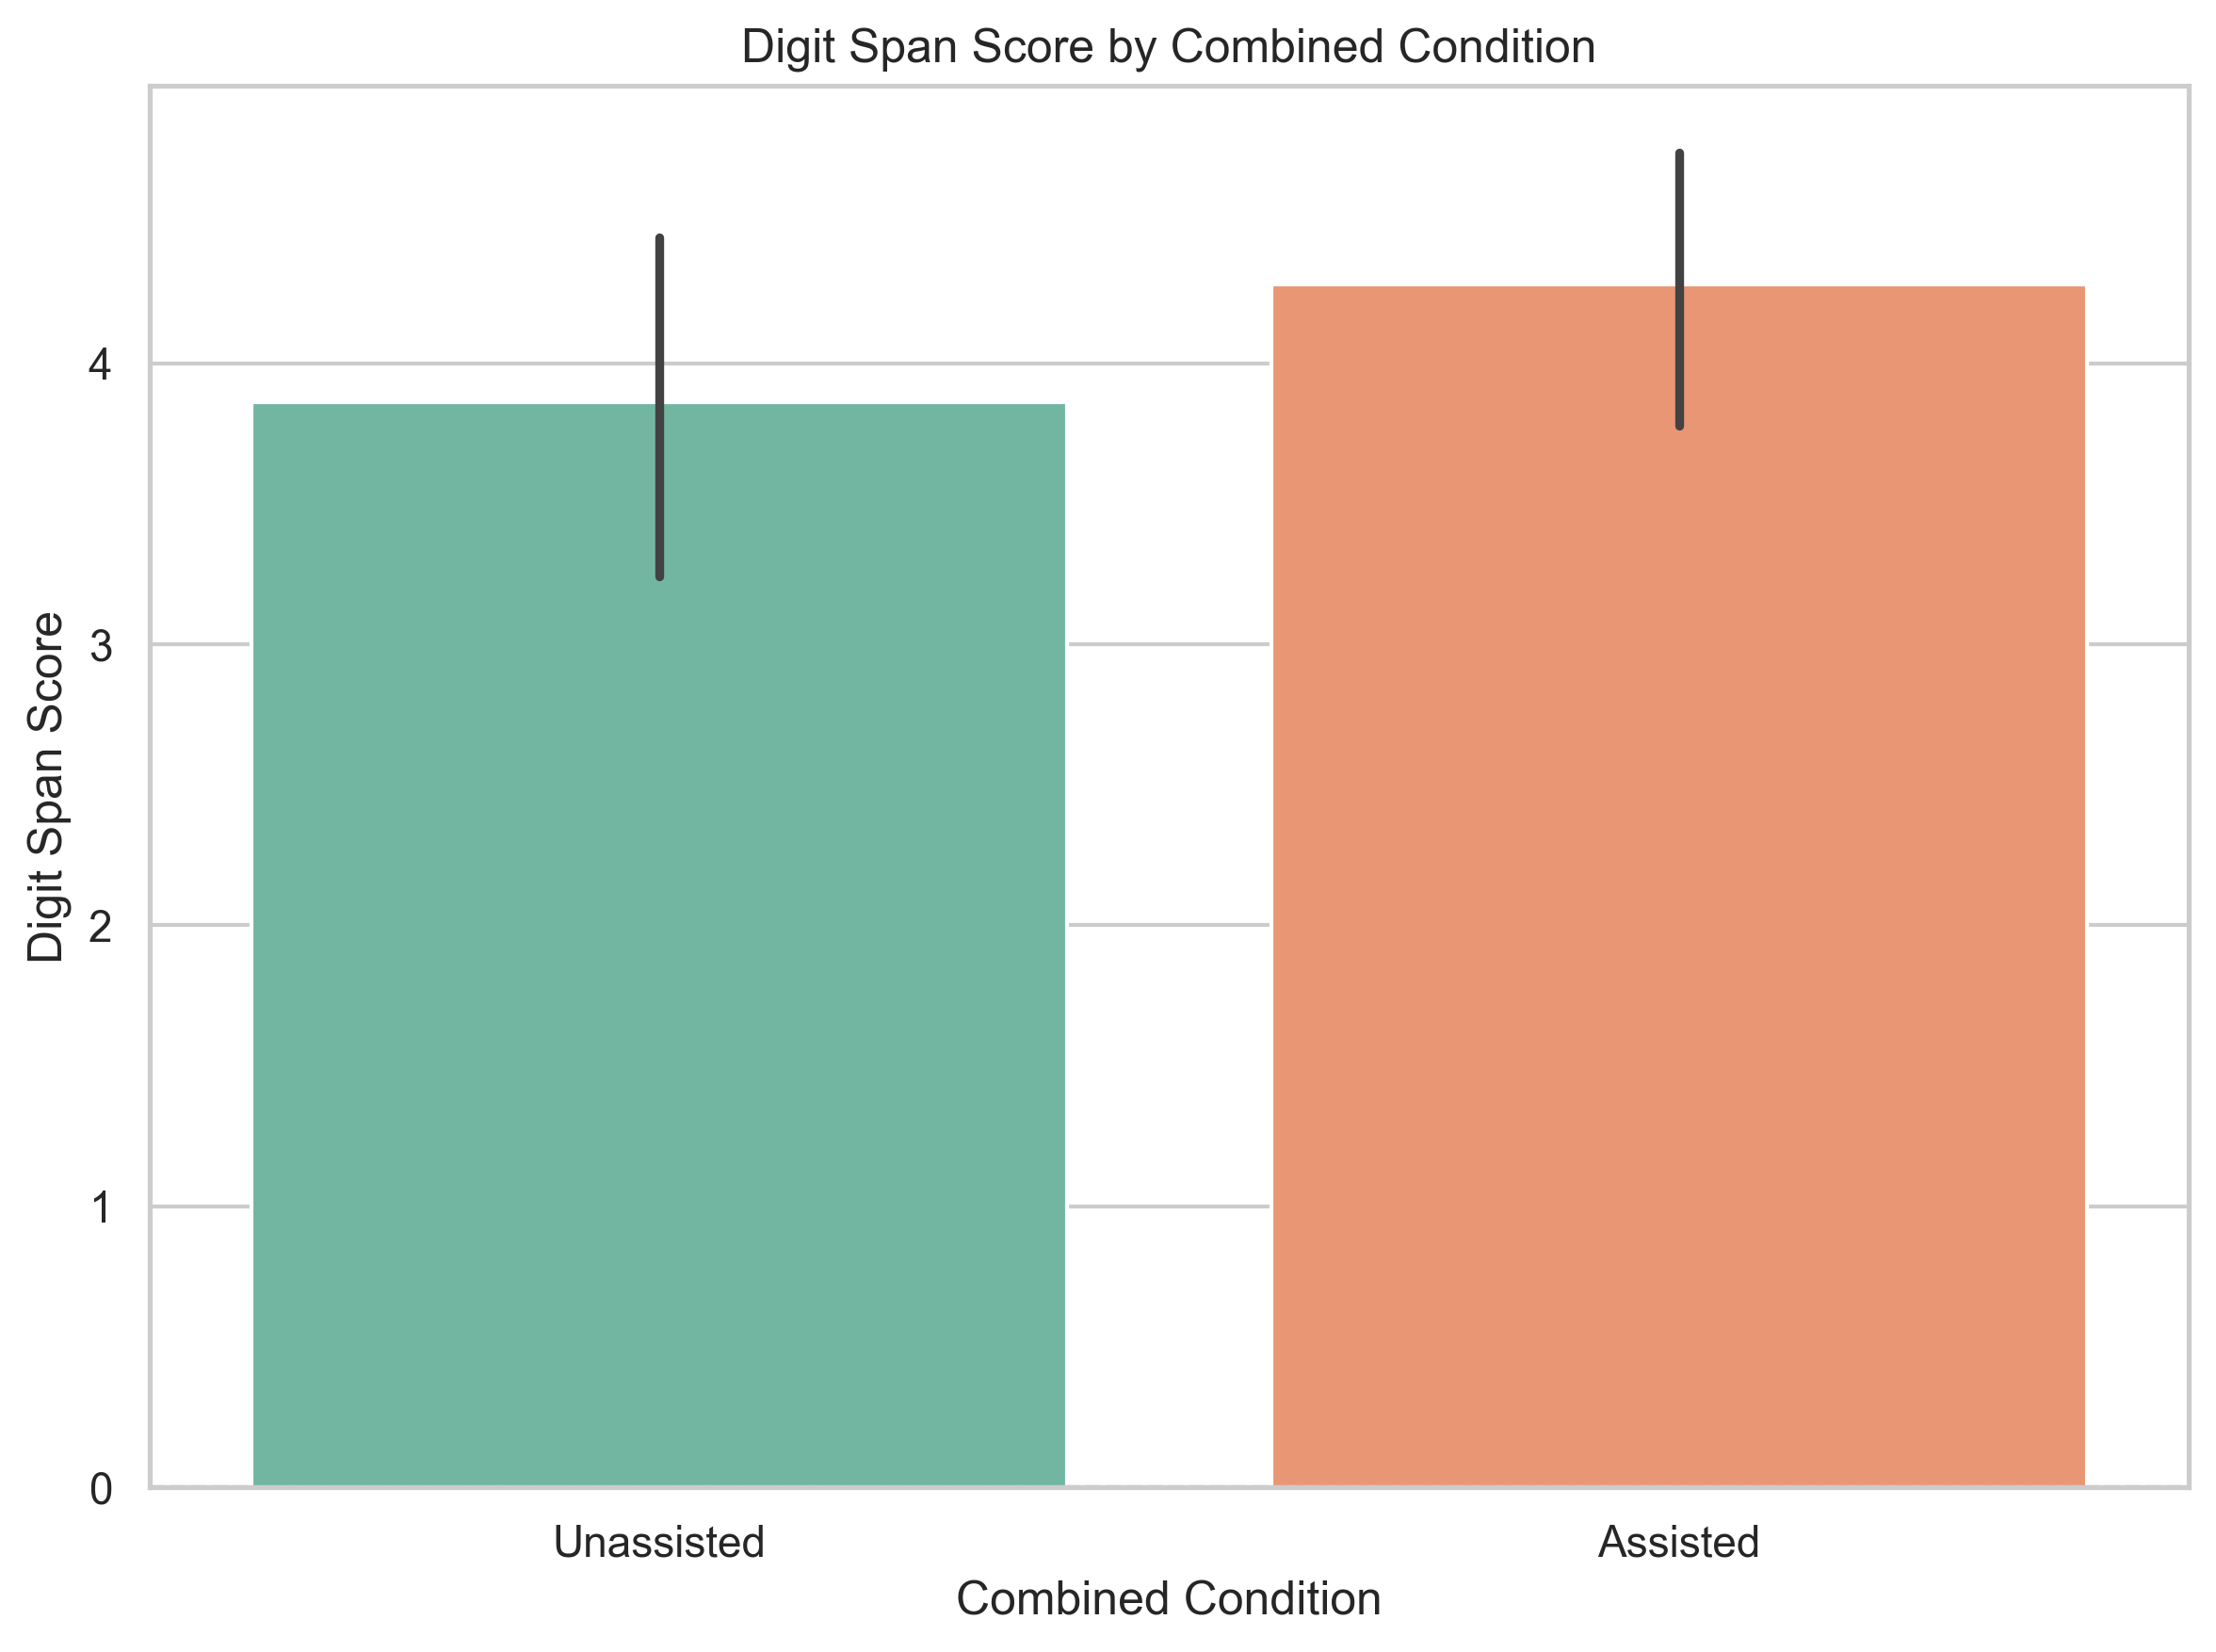 Digit Span Score by Combined Condition
Digit Span Score
4
3
2
1
0
Unassisted
Assisted
Combined Condition